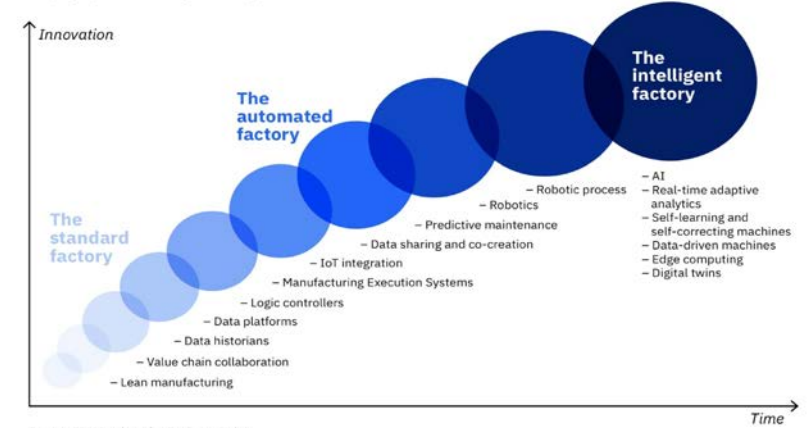 Innovation
The
intelligent
factory
The
automated
factory
The
standard
factory
– AI
– Real-time adaptive
analytics
– Self-learning and
self-correcting machines
– Data-driven machines
– Edge computing
– Digital twins
– Robotic process
– Robotics
– Predictive maintenance
– Data sharing and co-creation
– IoT integration
– Manufacturing Execution Systems
– Logic controllers
– Data platforms
– Data historians
– Value chain collaboration
– Lean manufacturing
Time